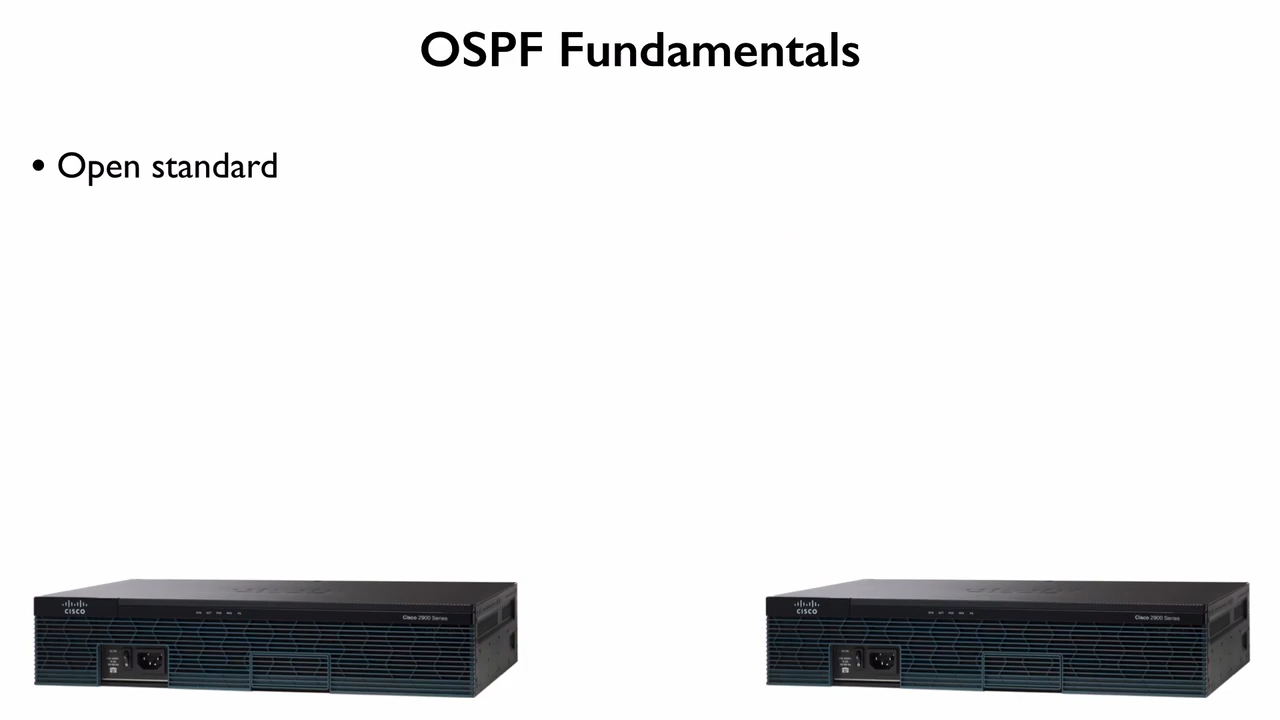 OSPF Fundamentals
• Open standard
CISCO
Cisco 2900 Series
CISCO
Cisco 2900 Series